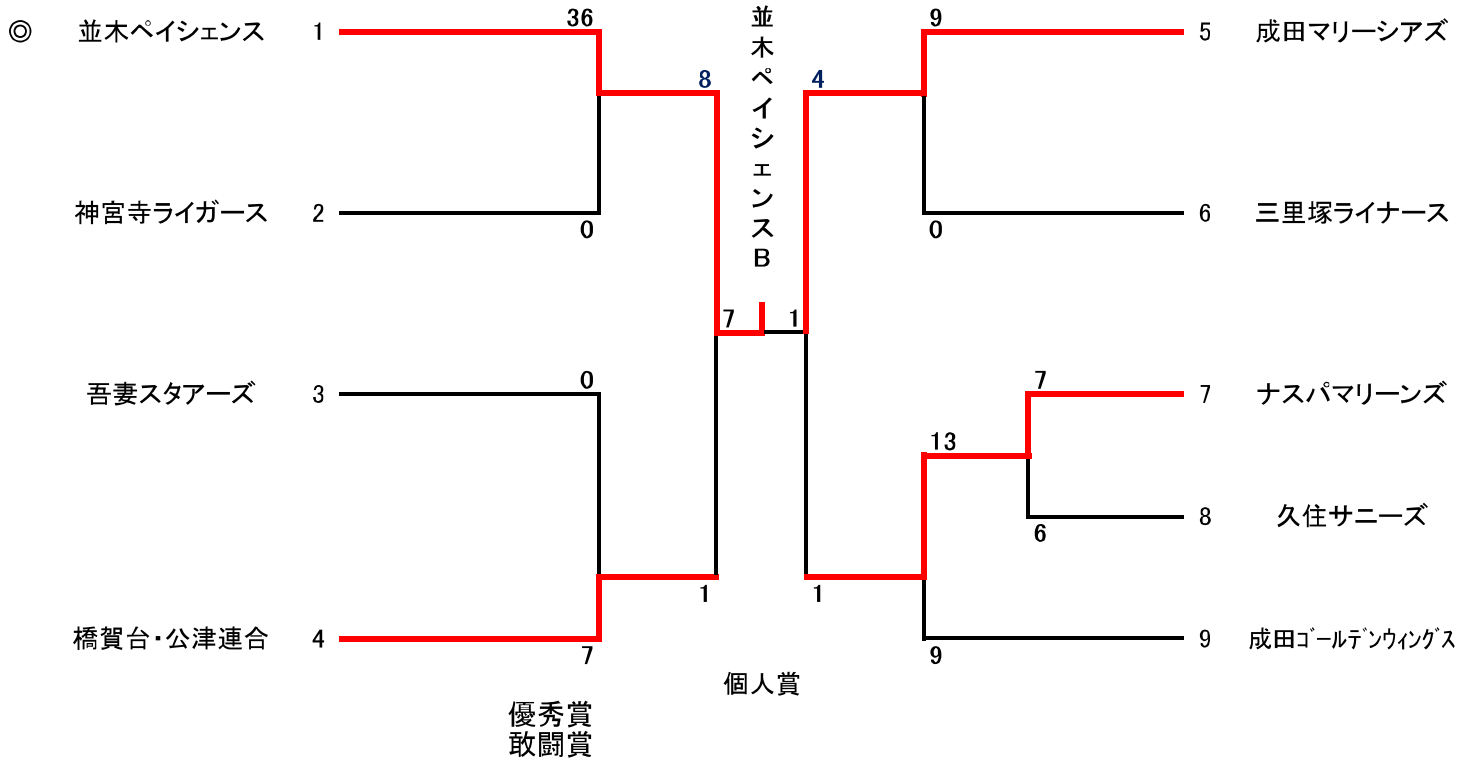 ◎ 並木ペイシェンス 1
36
8
並木ペイシェンスB
4
9
5 成田マリーシアズ
神宮寺ライガース 2
0
0
6 三里塚ライナース
7
1
吾妻スタアーズ 3
0
7
7 ナスパマリーンズ
13
6
8 久住サニーズ
1
1
橋賀台・公津連合 4
7
9
9 成田ゴールデンウィングス
個人賞
優秀賞
敢闘賞